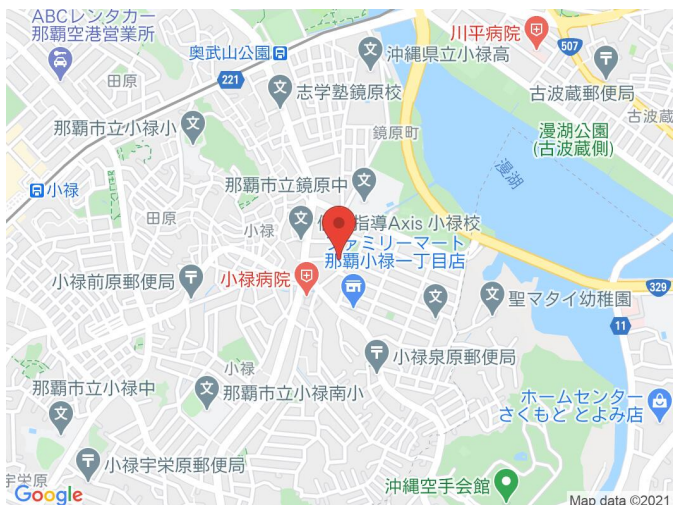 ABCレンタカー
那覇空港営業所
奥武山公園
川平病院
沖縄県立小禄高
507
古波蔵郵便局
田原
221
志学塾鏡原校
古波蔵
鏡原町
漫湖公園
(古波蔵側)
那覇市立小禄小
漫湖
小禄
那覇市立鏡原中
田原
小禄
指導Axis 小禄校
ファミリーマート
那覇小禄一丁目店
小禄前原郵便局
小禄病院
329
聖マタイ幼稚園
11
小禄泉原郵便局
小禄
那覇市立小禄中
那覇市立小禄南小
ホームセンター
さくもと とよみ店
小禄宇栄原郵便局
宇栄
原
沖縄空手会館
Google
Map data ©2021